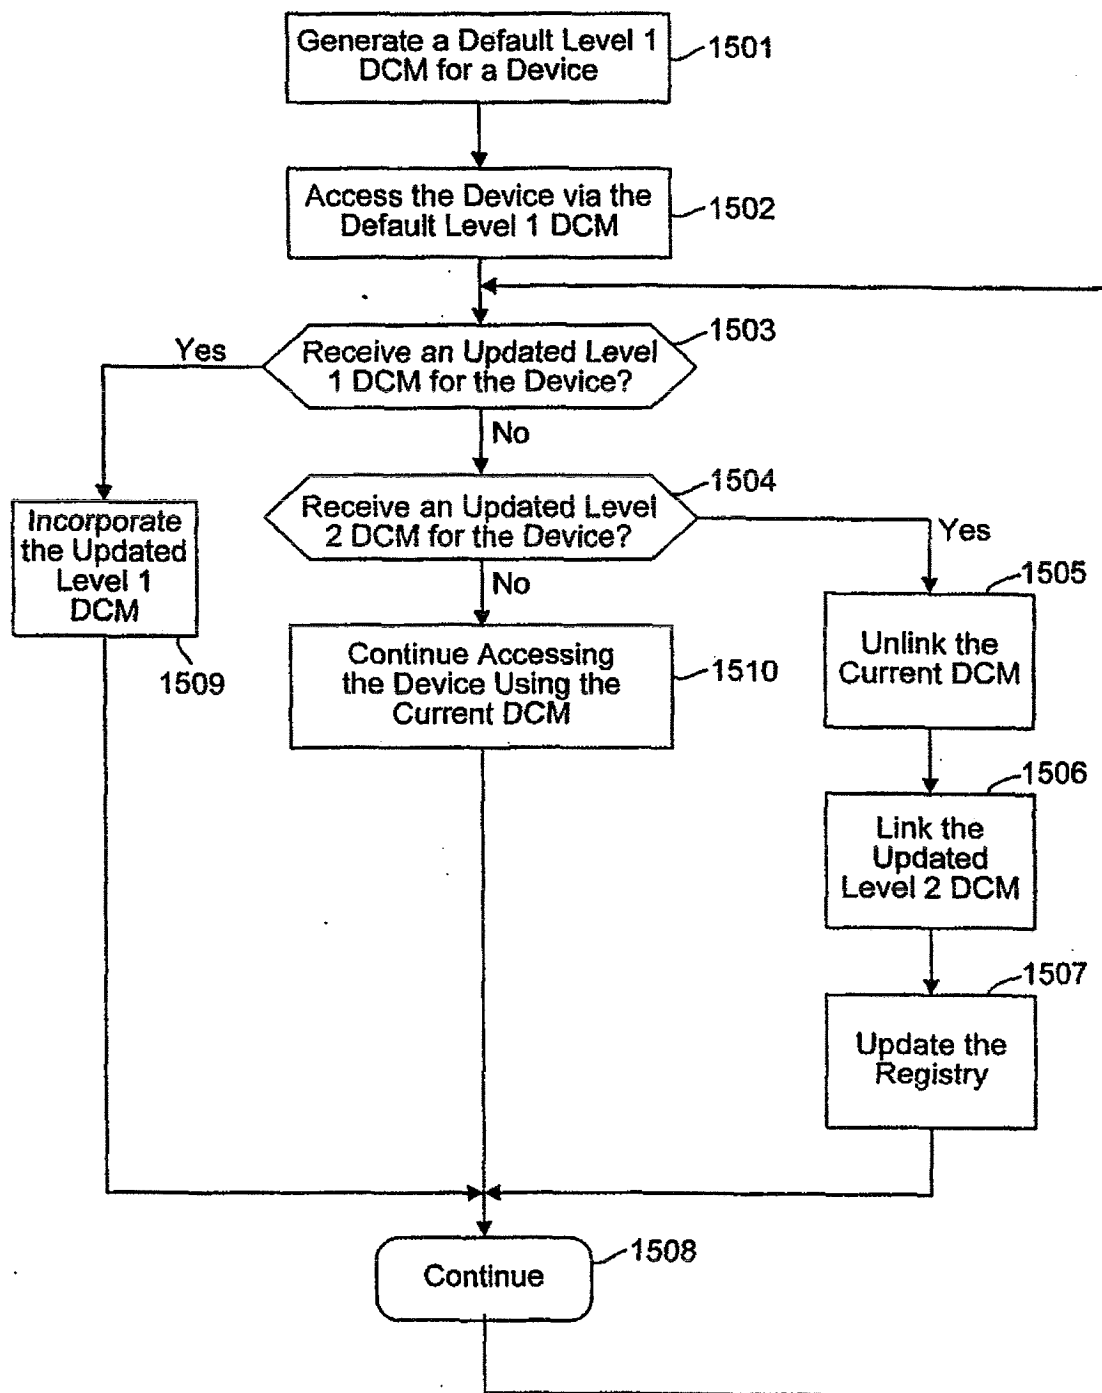 Generate a Default Level 1
DCM for a Device
1501
Access the Device via the
Default Level 1 DCM
1502
Receive an Updated Level
1 DCM for the Device?
1503
Yes
No
Receive an Updated Level
2 DCM for the Device?
1504
Yes
No
Incorporate
the Updated
Level 1
DCM
1509
Continue Accessing
the Device Using the
Current DCM
1510
1505
Unlink the
Current DCM
1506
Link the
Updated
Level 2 DCM
1507
Update the
Registry
Continue
1508